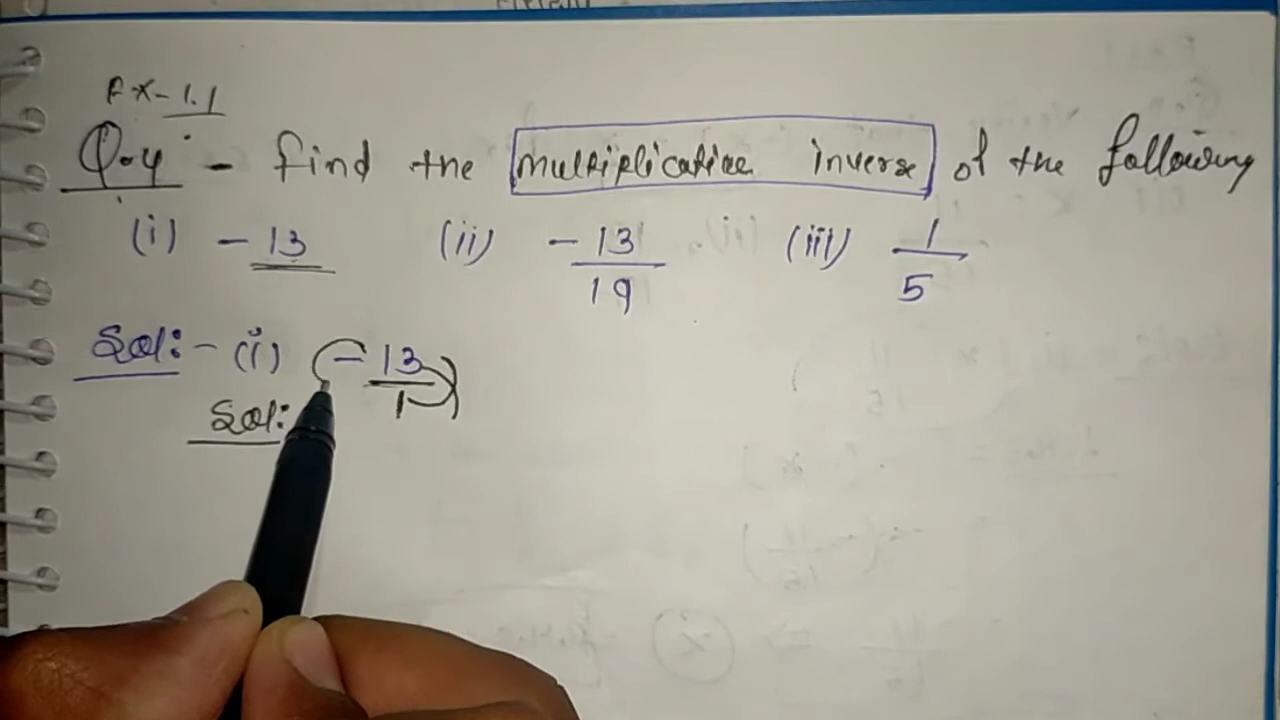 Ex-1.1
Q.4 - find the multiplicative inverse of the following
(i) -13 (ii) -13/19 (iii) 1/5
Sol:- (i) -13/1
Sol: